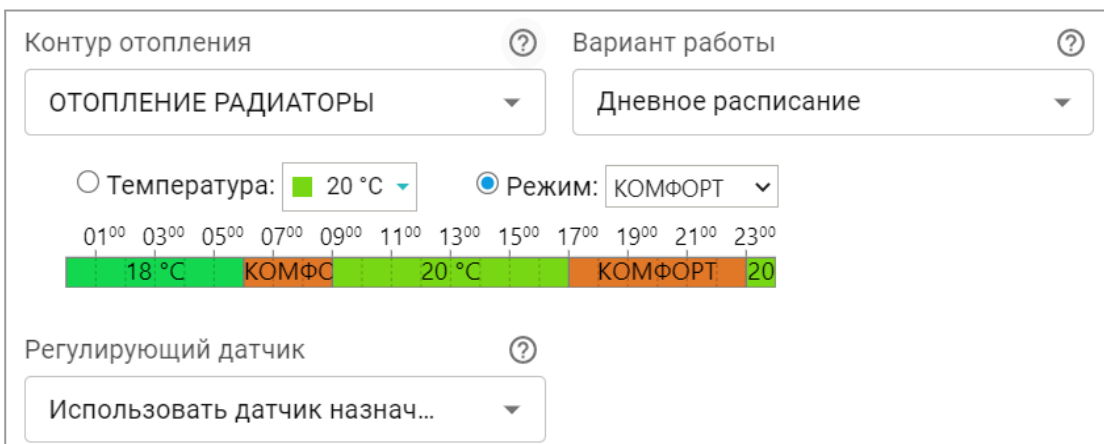 Контур отопления
Вариант работы
ОТОПЛЕНИЕ РАДИАТОРЫ
Дневное расписание
Температура: 20 °C Режим: КОМФОРТ
01⁰⁰ 03⁰⁰ 05⁰⁰ 07⁰⁰ 09⁰⁰ 11⁰⁰ 13⁰⁰ 15⁰⁰ 17⁰⁰ 19⁰⁰ 21⁰⁰ 23⁰⁰
18 °C КОМФО 20 °C КОМФОРТ 20
Регулирующий датчик
Использовать датчик назнач...